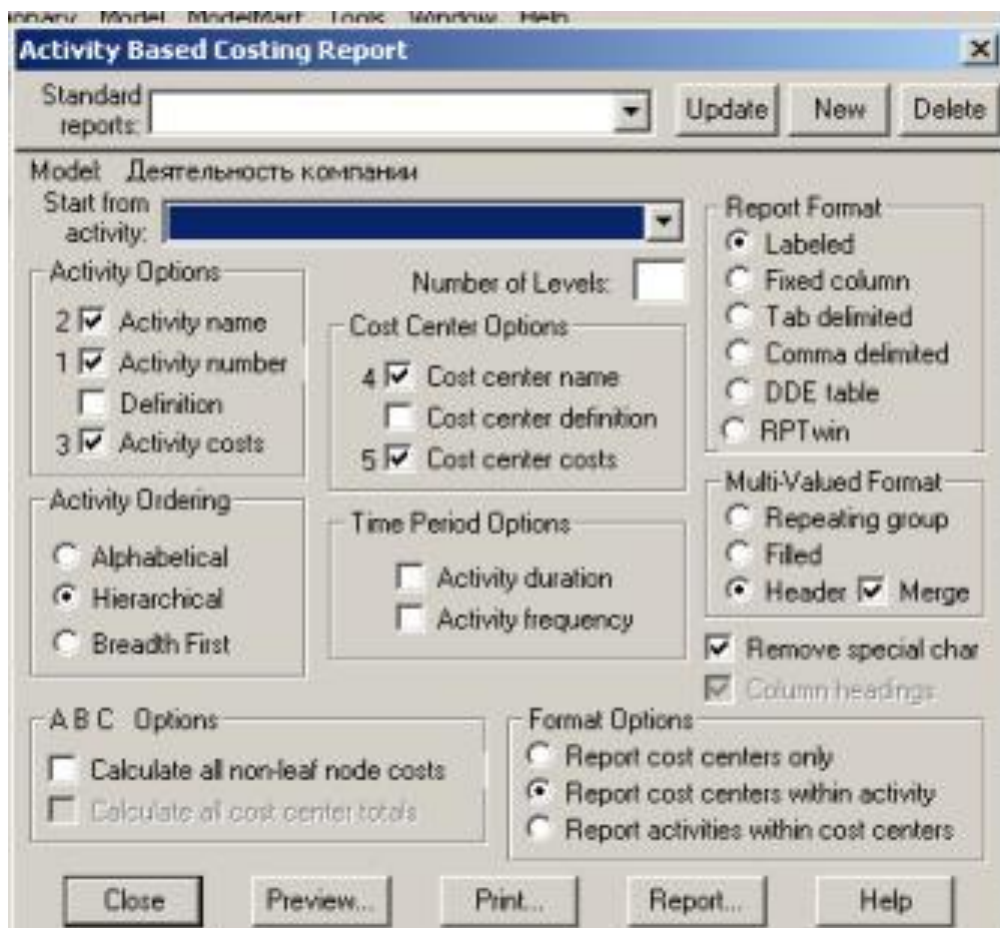 Model ModelMart Tools Window Help
Activity Based Costing Report
Standard reports:
Update New Delete
Model: Деятельность компании
Start from activity:
Number of Levels:
Activity Options
2 Activity name
1 Activity number
Definition
3 Activity costs
Cost Center Options
4 Cost center name
Cost center definition
5 Cost center costs
Report Format
Labeled
Fixed column
Tab delimited
Comma delimited
DDE table
RPTwin
Activity Ordering
Alphabetical
Hierarchical
Breadth First
Time Period Options
Activity duration
Activity frequency
Multi-Valued Format
Repeating group
Filled
Header Merge
Remove special char
Column headings
A B C Options
Calculate all non-leaf node costs
Calculate all cost center totals
Format Options
Report cost centers only
Report cost centers within activity
Report activities within cost centers
Close Preview... Print... Report... Help